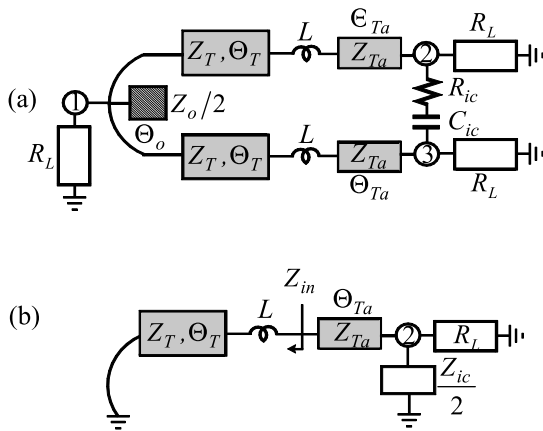 ϴ_Ta
L
R_L
Z_T, Θ_T
Z_Ta
2
R_ic
C_ic
(a)
1
Z_o/2
Θ_o
R_L
Z_T, Θ_T
L
Z_Ta
3
Θ_Ta
R_L
(b)
Z_in
Θ_Ta
L
Z_T, Θ_T
Z_Ta
2
R_L
Z_ic
2